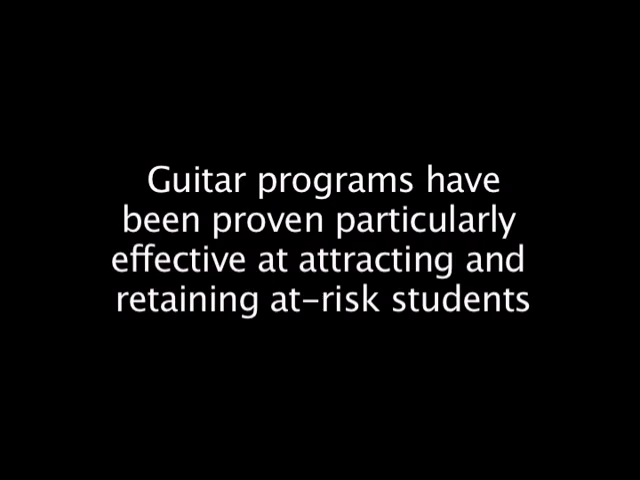 Guitar programs have
been proven particularly
effective at attracting and
retaining at-risk students